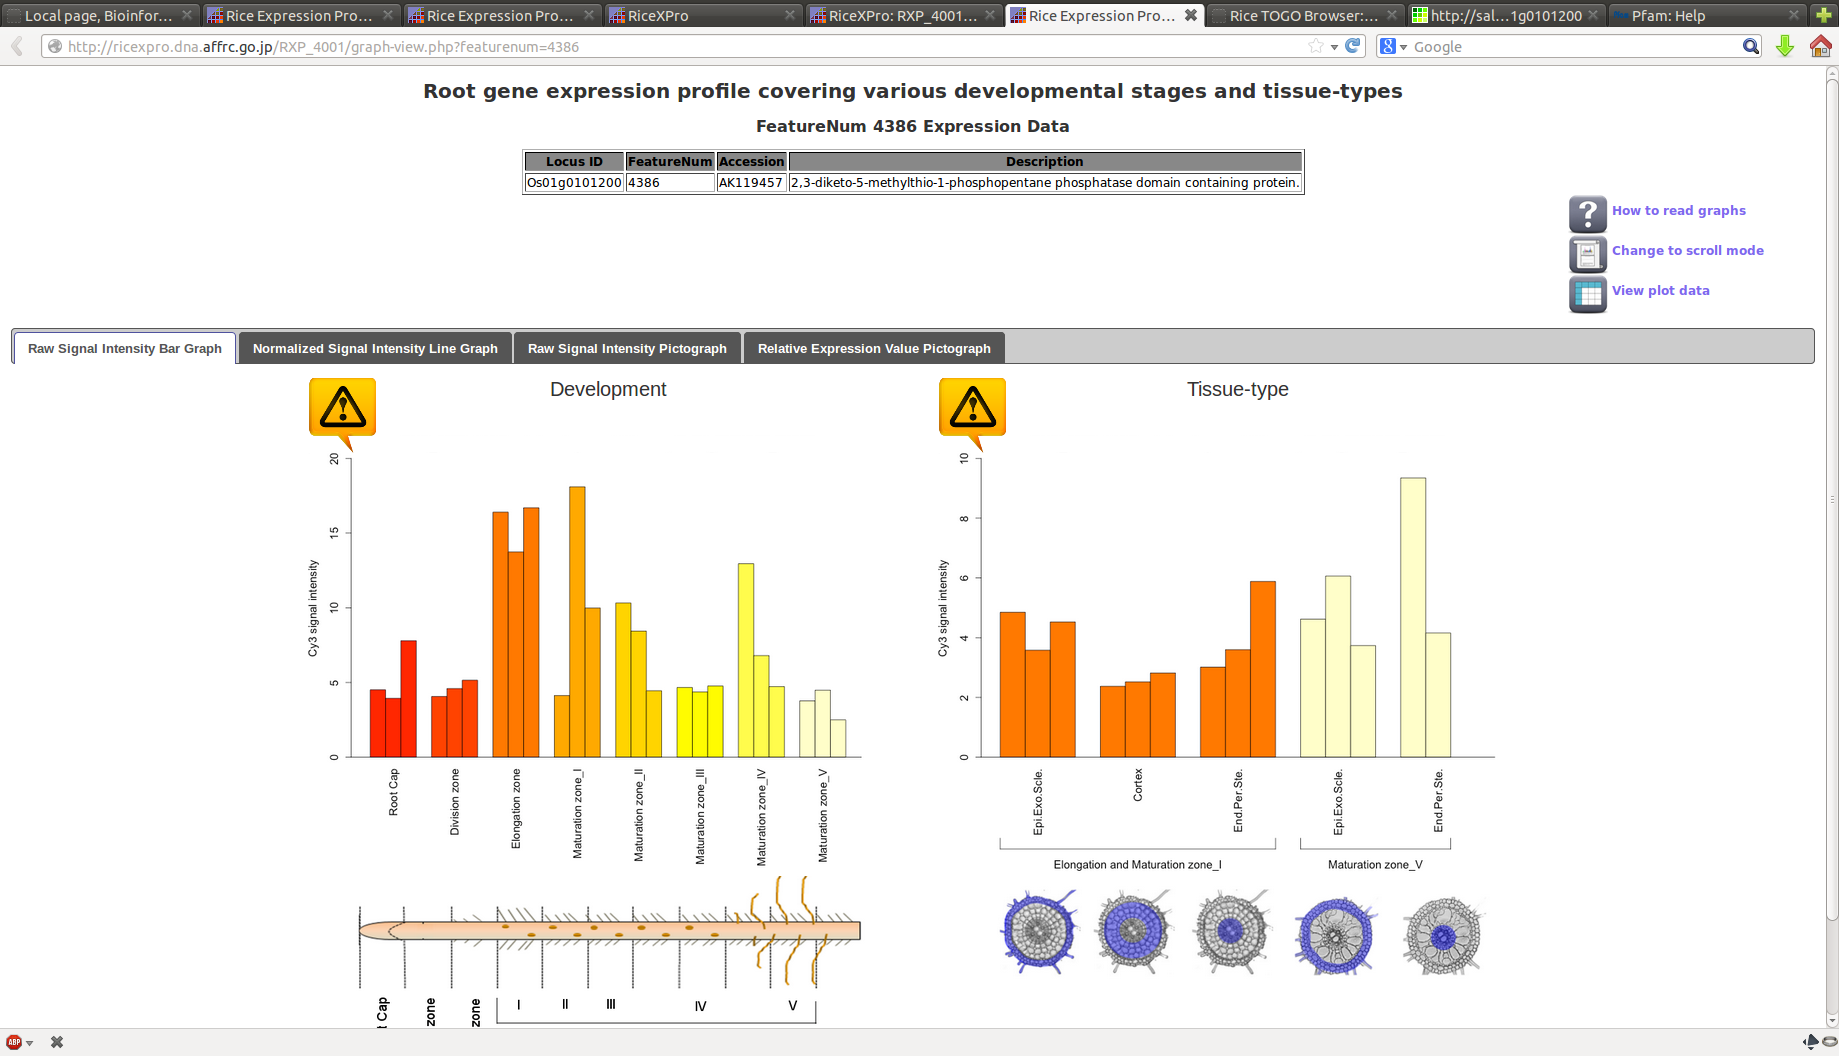 Local page, Bioinfor...
Rice Expression Pro...
Rice Expression Pro...
RiceXPro
RiceXPro: RXP_4001...
Rice Expression Pro...
Rice TOGO Browser:...
http://sal...1g0101200
Pfam: Help
http://ricexpro.dna.affrc.go.jp/RXP_4001/graph-view.php?featurenum=4386
Google
Root gene expression profile covering various developmental stages and tissue-types
FeatureNum 4386 Expression Data
Locus ID FeatureNum Accession Description
Os01g0101200 4386 AK119457 2,3-diketo-5-methylthio-1-phosphopentane phosphatase domain containing protein.
How to read graphs
Change to scroll mode
View plot data
Raw Signal Intensity Bar Graph
Normalized Signal Intensity Line Graph
Raw Signal Intensity Pictograph
Relative Expression Value Pictograph
Development
Cy3 signal intensity
20
15
10
5
0
Root Cap
Division zone
Elongation zone
Maturation zone_I
Maturation zone_II
Maturation zone_III
Maturation zone_IV
Maturation zone_V
t Cap
zone
zone
I
II
III
IV
V
Tissue-type
Cy3 signal intensity
10
8
6
4
2
0
Epi.Exo.Scle.
Cortex
End.Per.Ste.
Epi.Exo.Scle.
End.Per.Ste.
Elongation and Maturation zone_I
Maturation zone_V
ABP